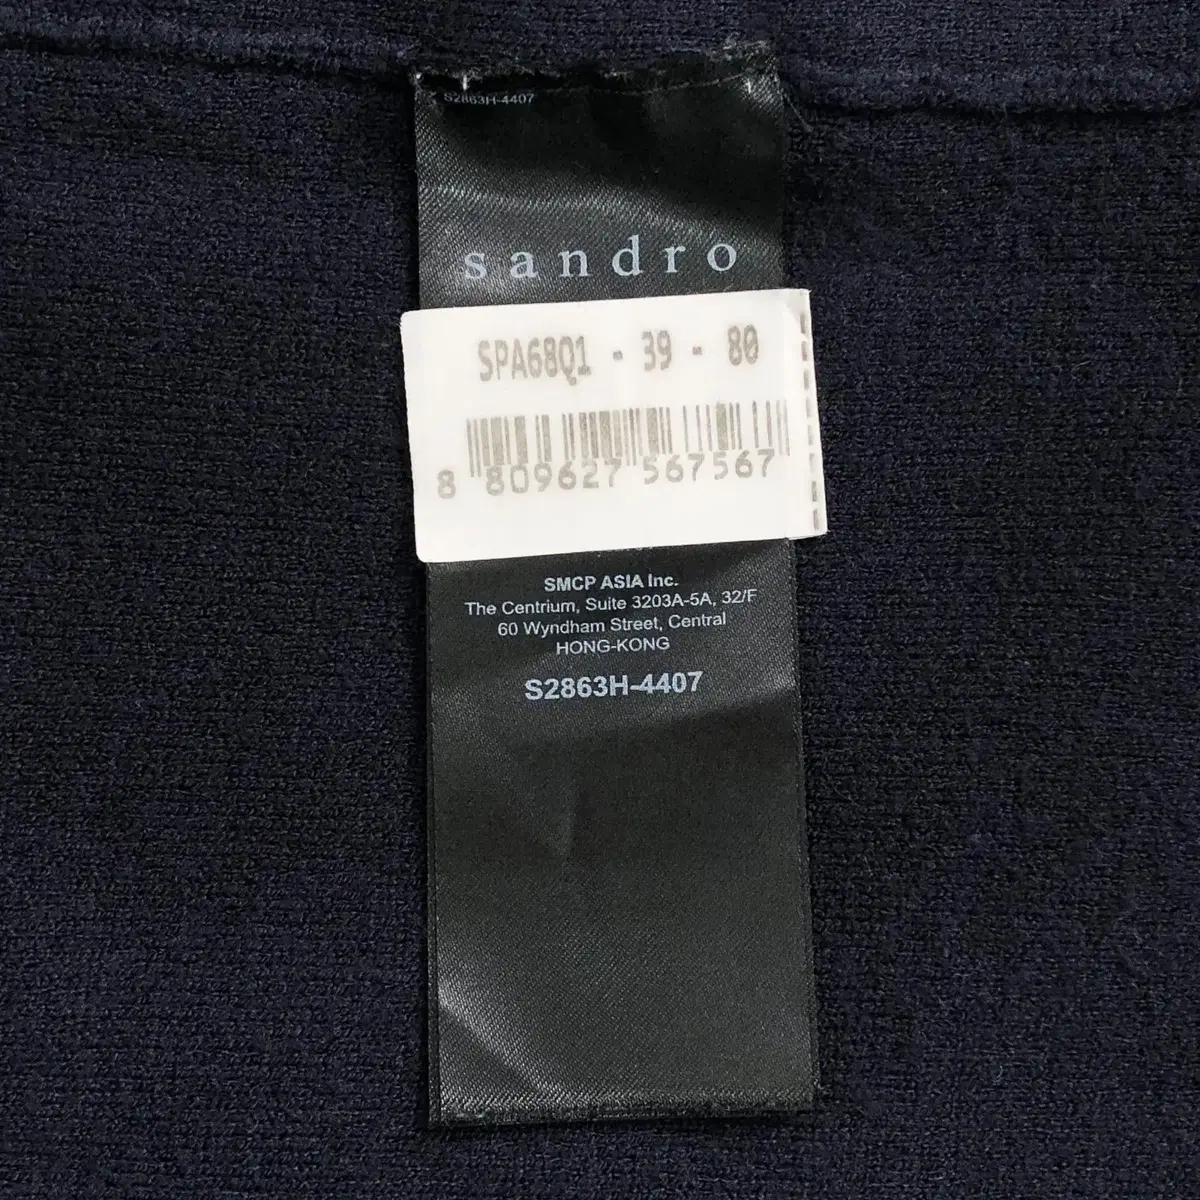 S2863H-4407
sandro
SPA68Q1 - 39 - 80
8 809627 567567
SMCP ASIA Inc.
The Centrium, Suite 3203A-5A, 32/F
60 Wyndham Street, Central
HONG-KONG
S2863H-4407